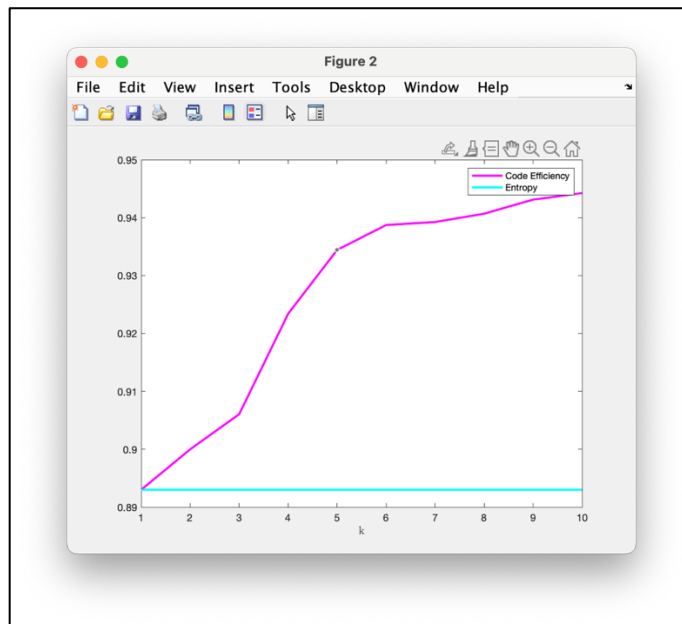 Figure 2
File Edit View Insert Tools Desktop Window Help
Code Efficiency
Entropy
0.95
0.94
0.93
0.92
0.91
0.9
0.89
1 2 3 4 5 6 7 8 9 10
k